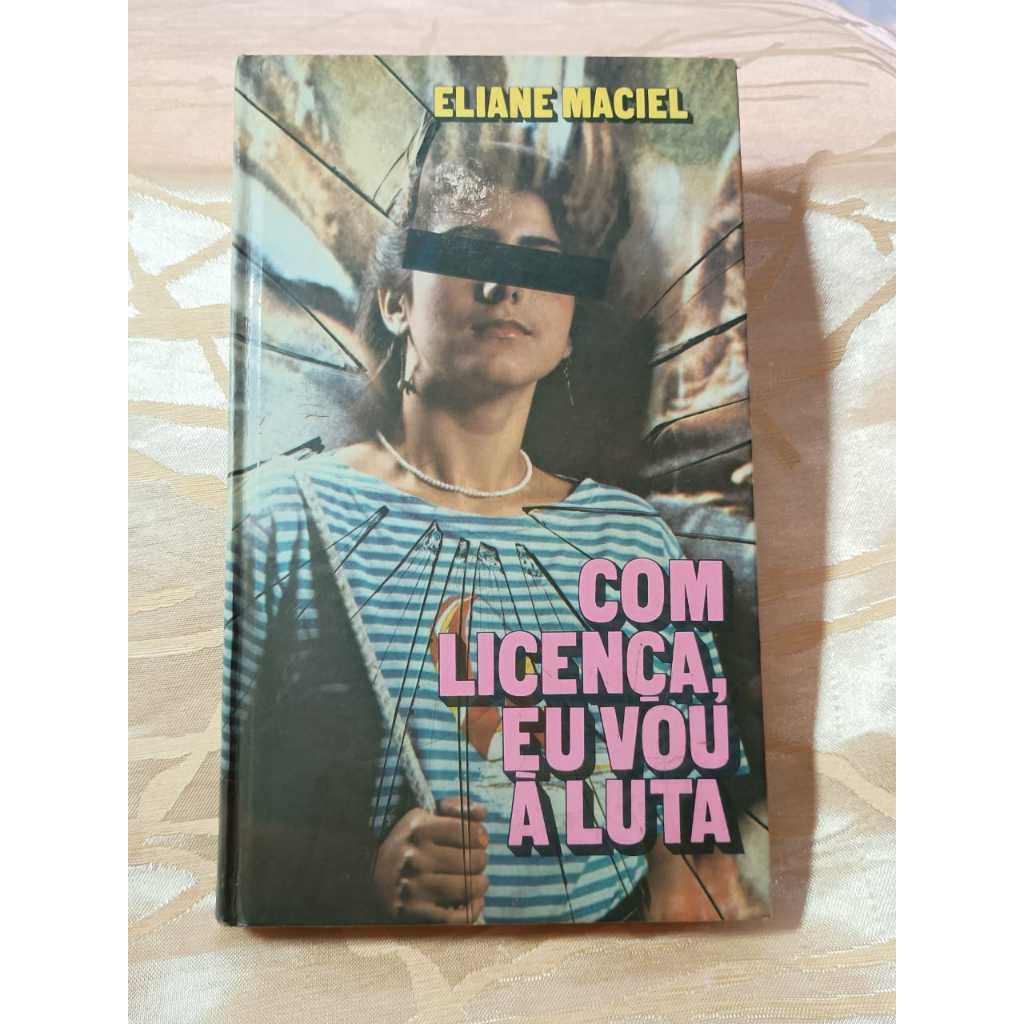 ELIANE MACIEL
COM
LICENÇA,
EU VOU
À LUTA